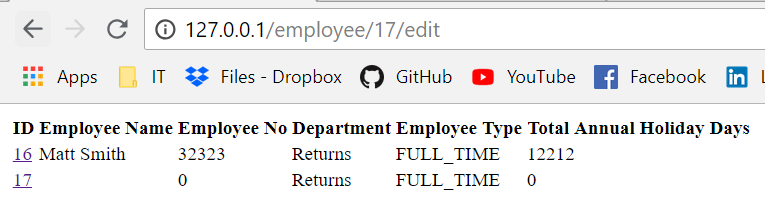 127.0.0.1/employee/17/edit
Apps IT Files - Dropbox GitHub YouTube Facebook in
ID Employee Name Employee No Department Employee Type Total Annual Holiday Days
16 Matt Smith 32323 Returns FULL_TIME 12212
17 0 Returns FULL_TIME 0